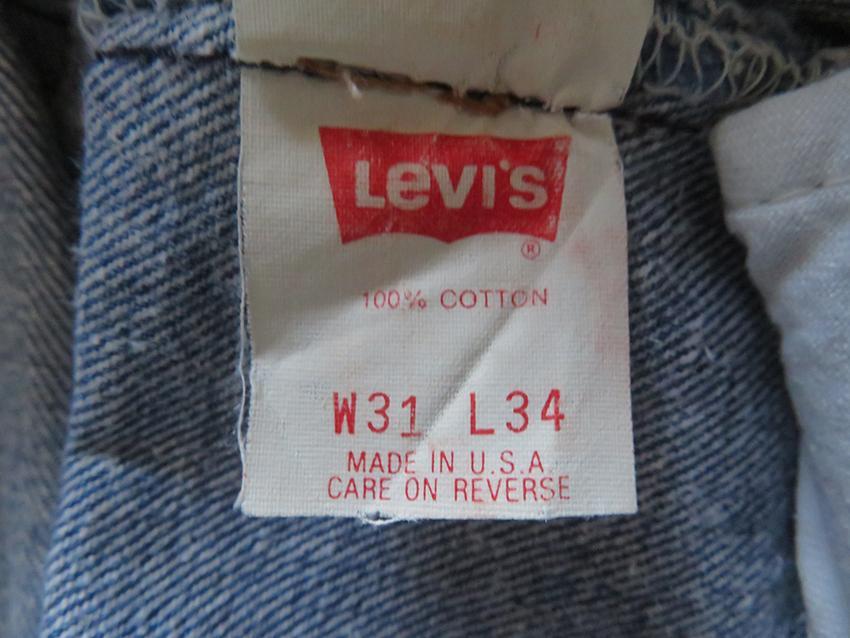 Levi's
®
100% COTTON
W31 L34
MADE IN U.S.A.
CARE ON REVERSE